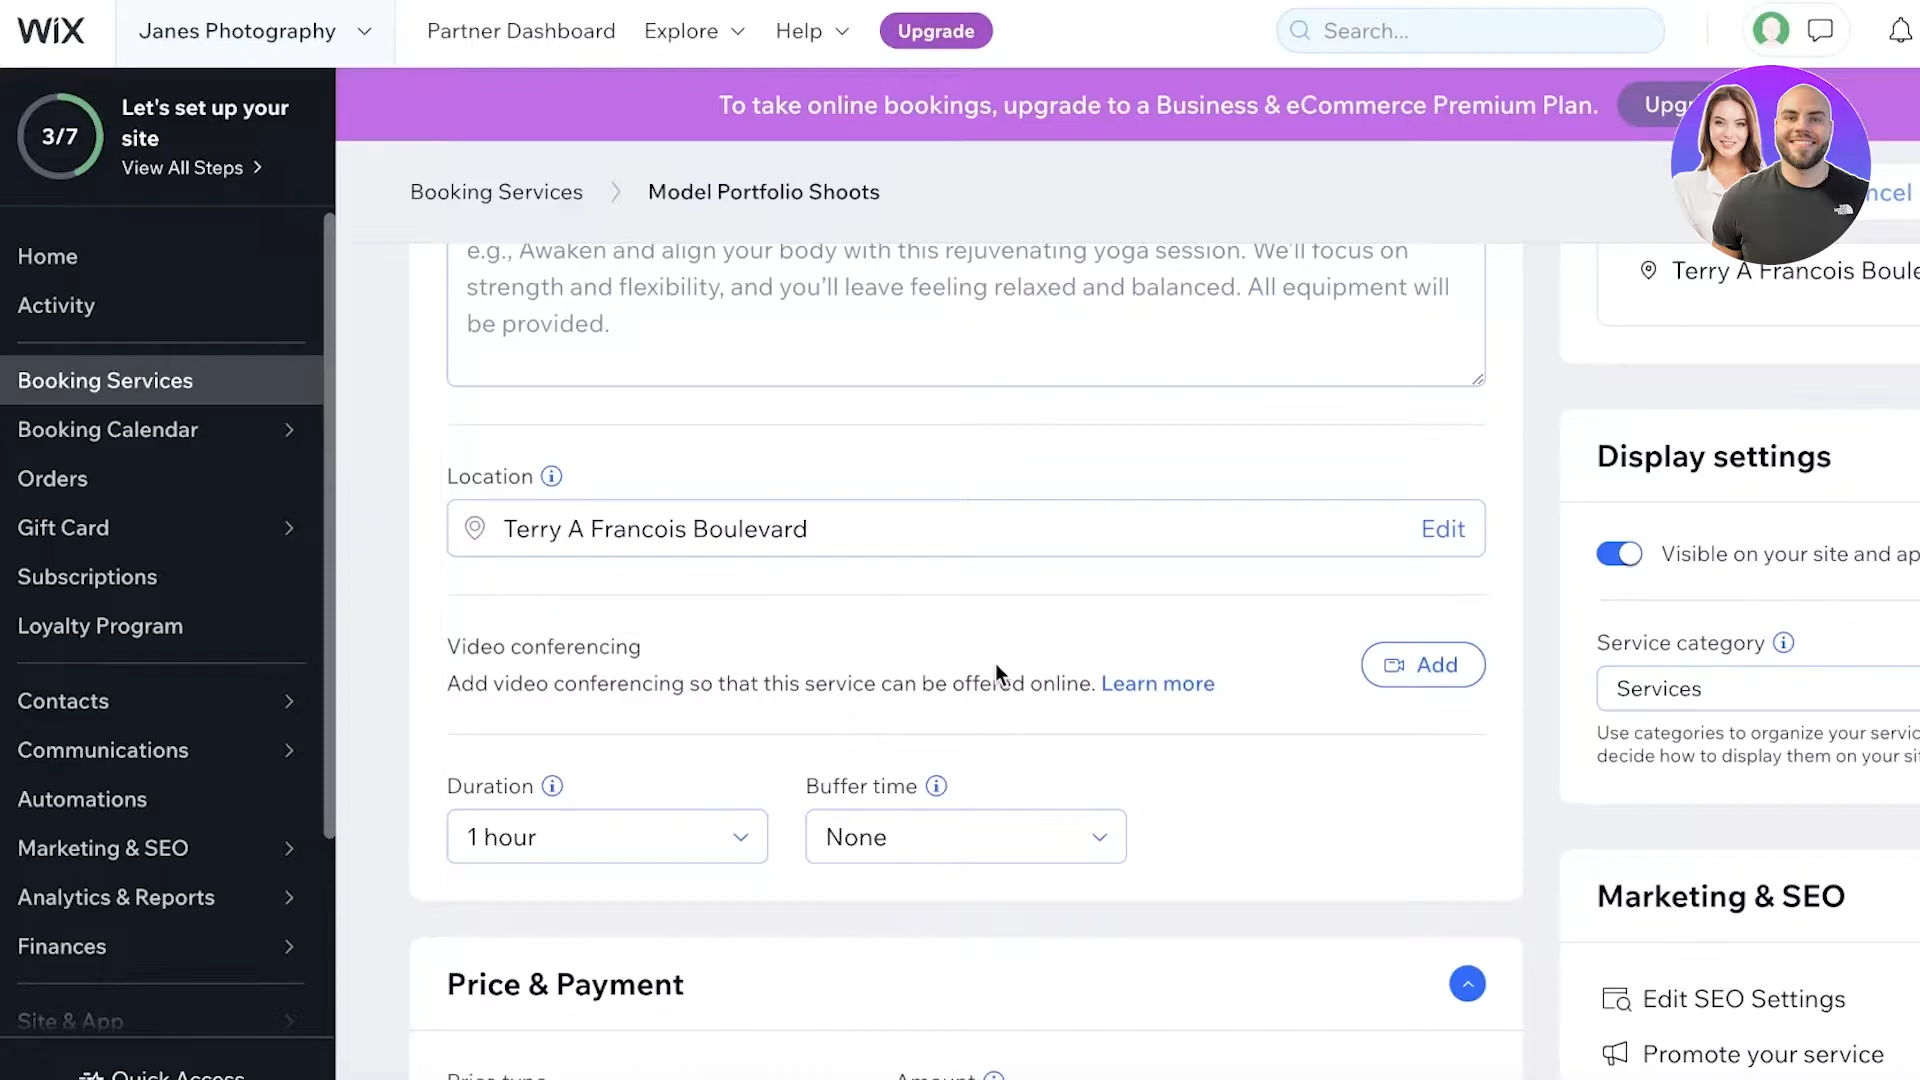 WiX
Janes Photography
Partner Dashboard
Explore
Help
Upgrade
Search...
3/7
Let's set up your
site
View All Steps
To take online bookings, upgrade to a Business & eCommerce Premium Plan.
Booking Services
Model Portfolio Shoots
Home
Activity
Booking Services
Booking Calendar
Orders
Gift Card
Subscriptions
Loyalty Program
Contacts
Communications
Automations
Marketing & SEO
Analytics & Reports
Finances
Site & App
Quick Access
e.g., Awaken and align your body with this rejuvenating yoga session. We'll focus on
strength and flexibility, and you'll leave feeling relaxed and balanced. All equipment will
be provided.
Location
Terry A Francois Boulevard
Edit
Video conferencing
Add video conferencing so that this service can be offered online. Learn more
Add
Duration
Buffer time
1 hour
None
Price & Payment
Price type
Amount
Terry A Francois Boule
Display settings
Visible on your site and ap
Service category
Services
Use categories to organize your servic
decide how to display them on your si
Marketing & SEO
Edit SEO Settings
Promote your service